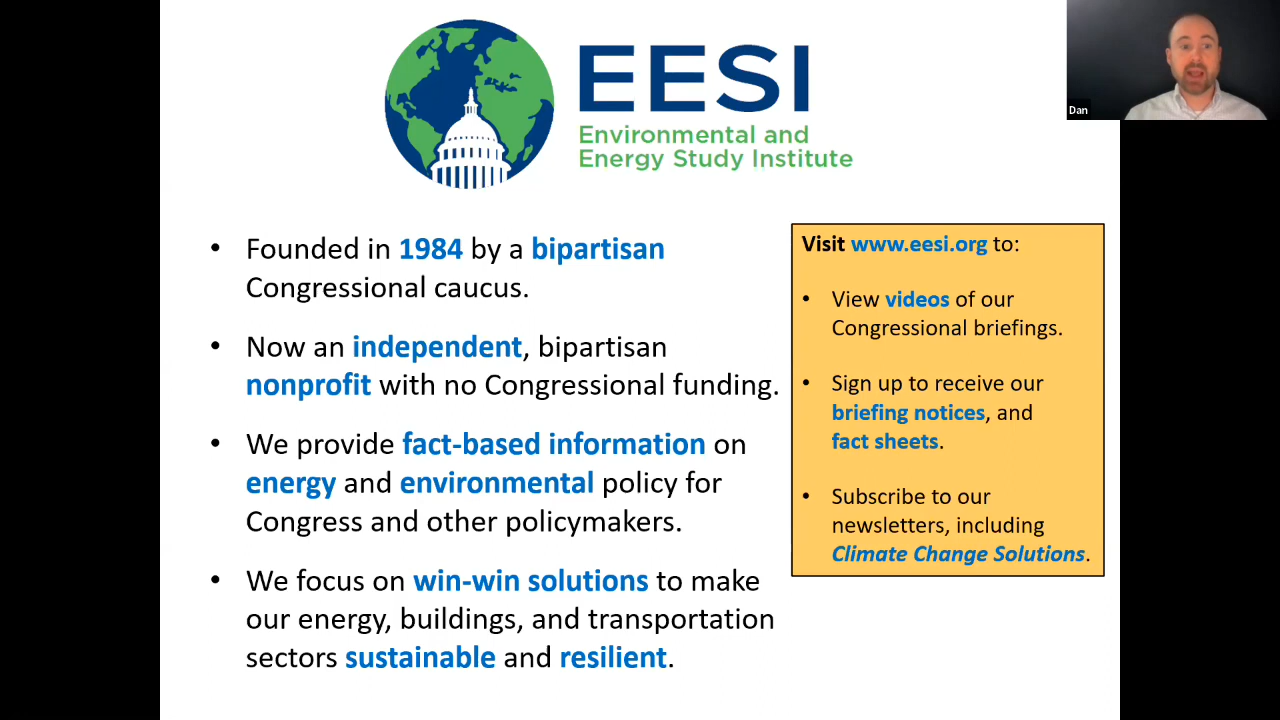 EESI
Environmental and
Energy Study Institute
Dan
• Founded in 1984 by a bipartisan
Congressional caucus.
• Now an independent, bipartisan
nonprofit with no Congressional funding.
• We provide fact-based information on
energy and environmental policy for
Congress and other policymakers.
• We focus on win-win solutions to make
our energy, buildings, and transportation
sectors sustainable and resilient.
Visit www.eesi.org to:
• View videos of our
Congressional briefings.
• Sign up to receive our
briefing notices, and
fact sheets.
• Subscribe to our
newsletters, including
Climate Change Solutions.